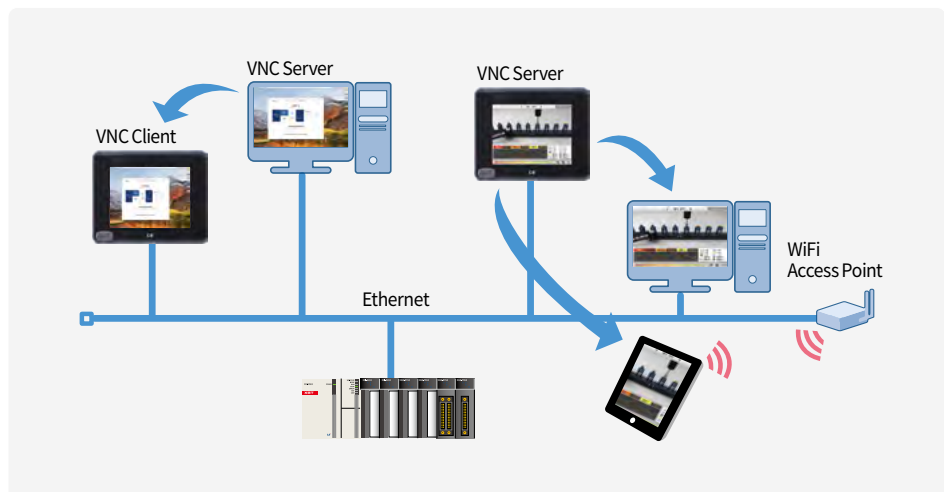 VNC Server
VNC Server
VNC Client
WiFi
Access Point
Ethernet